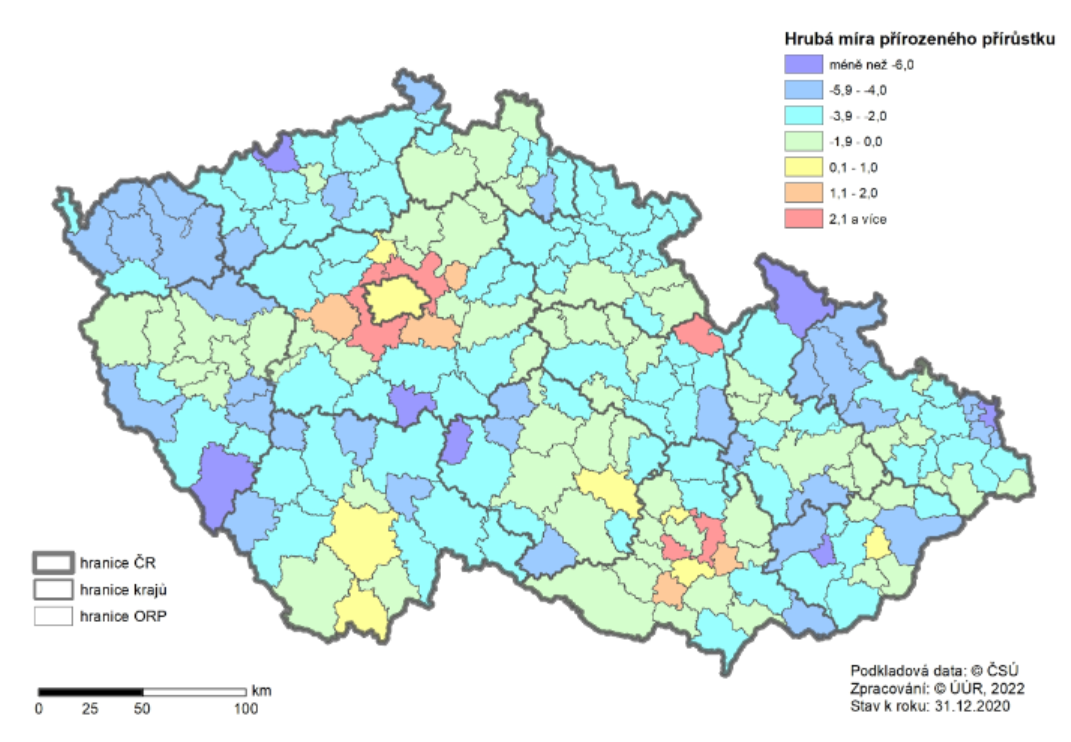 Hrubá míra přírozeného přírůstku
méně než -6,0
-5,9 - -4,0
-3,9 - -2,0
-1,9 - 0,0
0,1 - 1,0
1,1 - 2,0
2,1 a více
hranice ČR
hranice krajů
hranice ORP
km
0 25 50 100
Podkladová data: © ČSÚ
Zpracování: © ÚÚR, 2022
Stav k roku: 31.12.2020